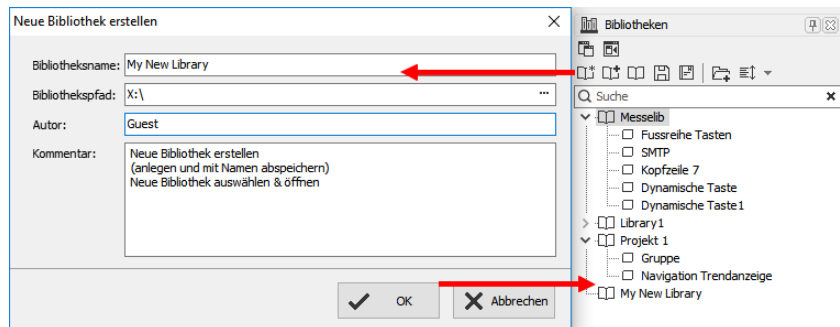 Neue Bibliothek erstellen
Bibliotheksname: My New Library
Bibliothekspfad: X:\ ...
Autor: Guest
Kommentar: Neue Bibliothek erstellen
(anlegen und mit Namen abspeichern)
Neue Bibliothek auswählen & öffnen
OK Abbrechen
Bibliotheken
Suche
Messelib
Fussreihe Tasten
SMTP
Kopfzeile 7
Dynamische Taste
Dynamische Taste1
Library1
Projekt 1
Gruppe
Navigation Trendanzeige
My New Library